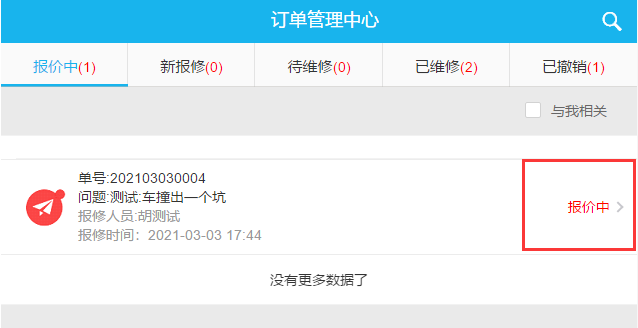 订单管理中心
报价中(1) 新报修(0) 待维修(0) 已维修(2) 已撤销(1)
与我相关
单号:202103030004
问题:测试:车撞出一个坑
报修人员:胡测试
报修时间：2021-03-03 17:44
报价中
没有更多数据了